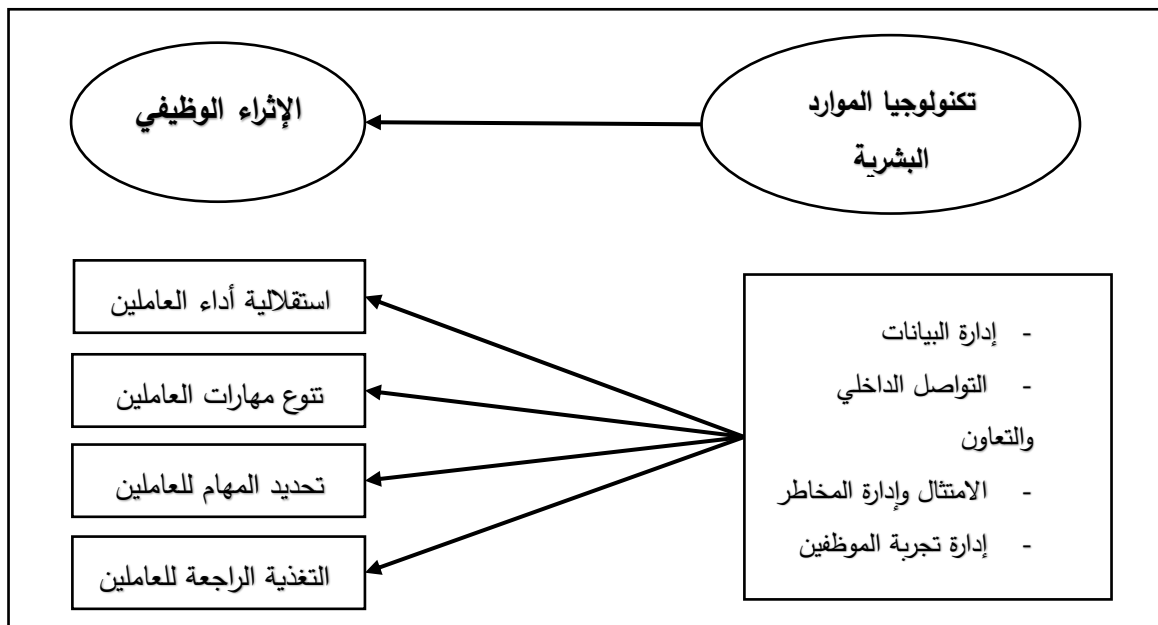 تكنولوجيا الموارد
البشرية
الإثراء الوظيفي
- إدارة البيانات
- التواصل الداخلي
والتعاون
- الامتثال وإدارة المخاطر
- إدارة تجربة الموظفين
استقلالية أداء العاملين
تنوع مهارات العاملين
تحديد المهام للعاملين
التغذية الراجعة للعاملين